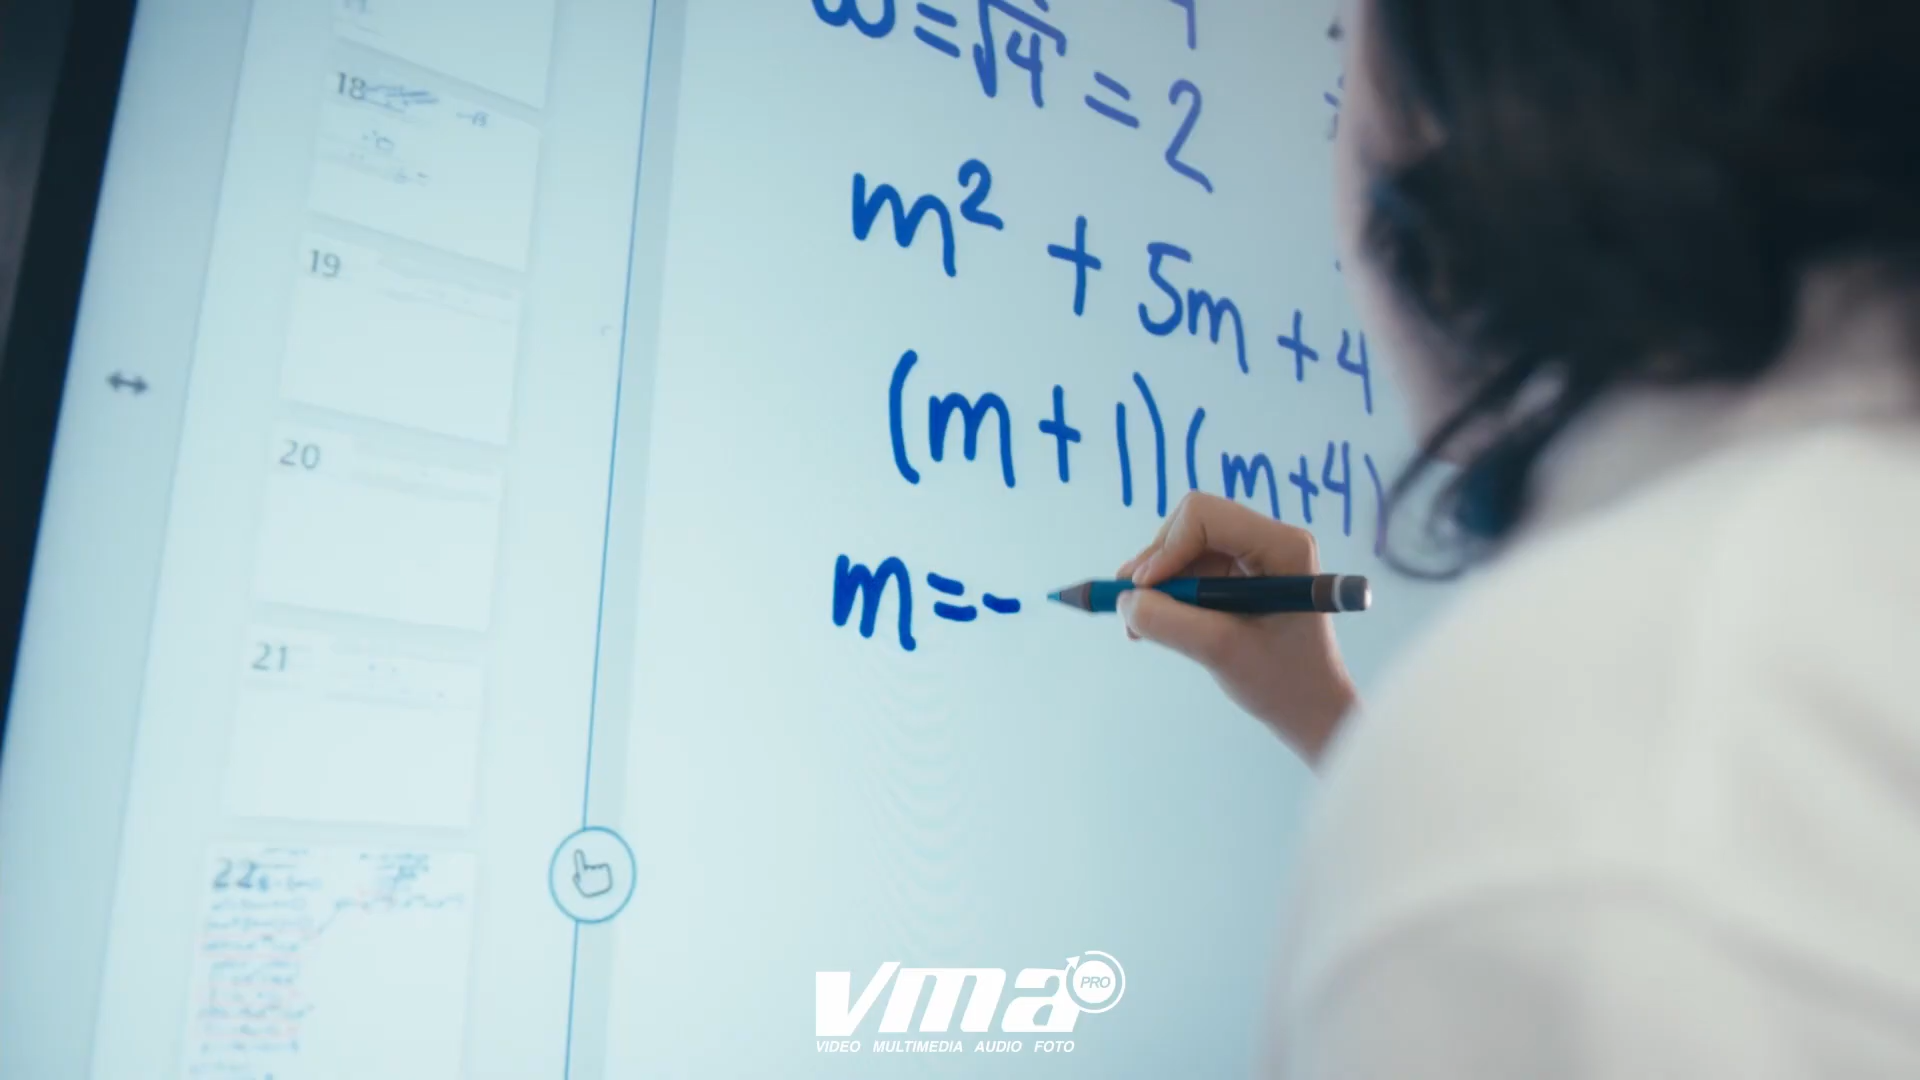 = √4 = 2
m² + 5m + 4
(m + 1)(m+4)
m = -
18
19
20
21
22
vma PRO
VIDEO MULTIMEDIA AUDIO FOTO